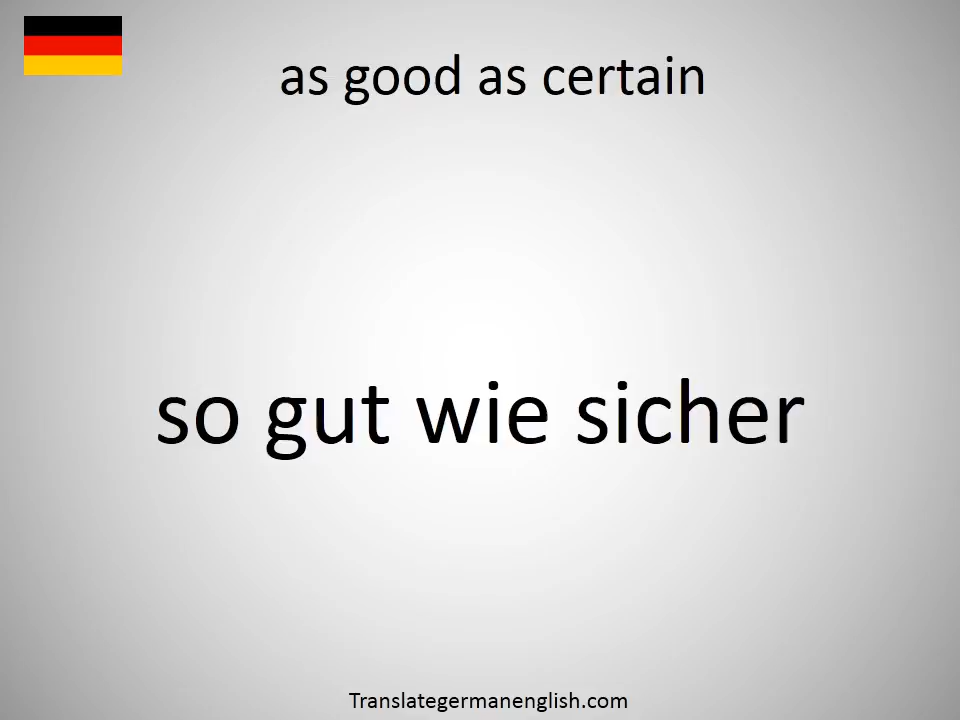 as good as certain
so gut wie sicher
Translategermanenglish.com